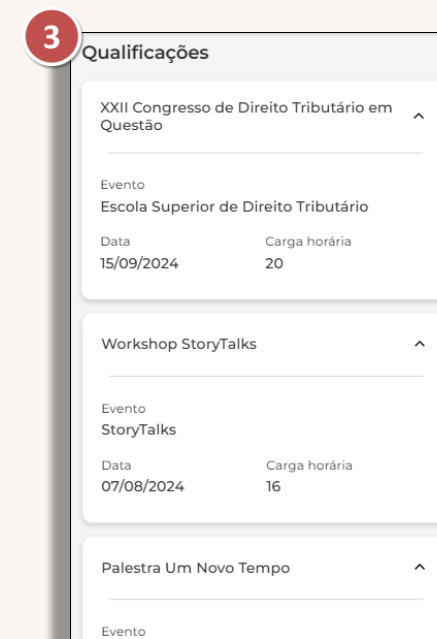 3
Qualificações
XXII Congresso de Direito Tributário em
Questão
Evento
Escola Superior de Direito Tributário
Data Carga horária
15/09/2024 20
Workshop StoryTalks
Evento
StoryTalks
Data Carga horária
07/08/2024 16
Palestra Um Novo Tempo
Evento